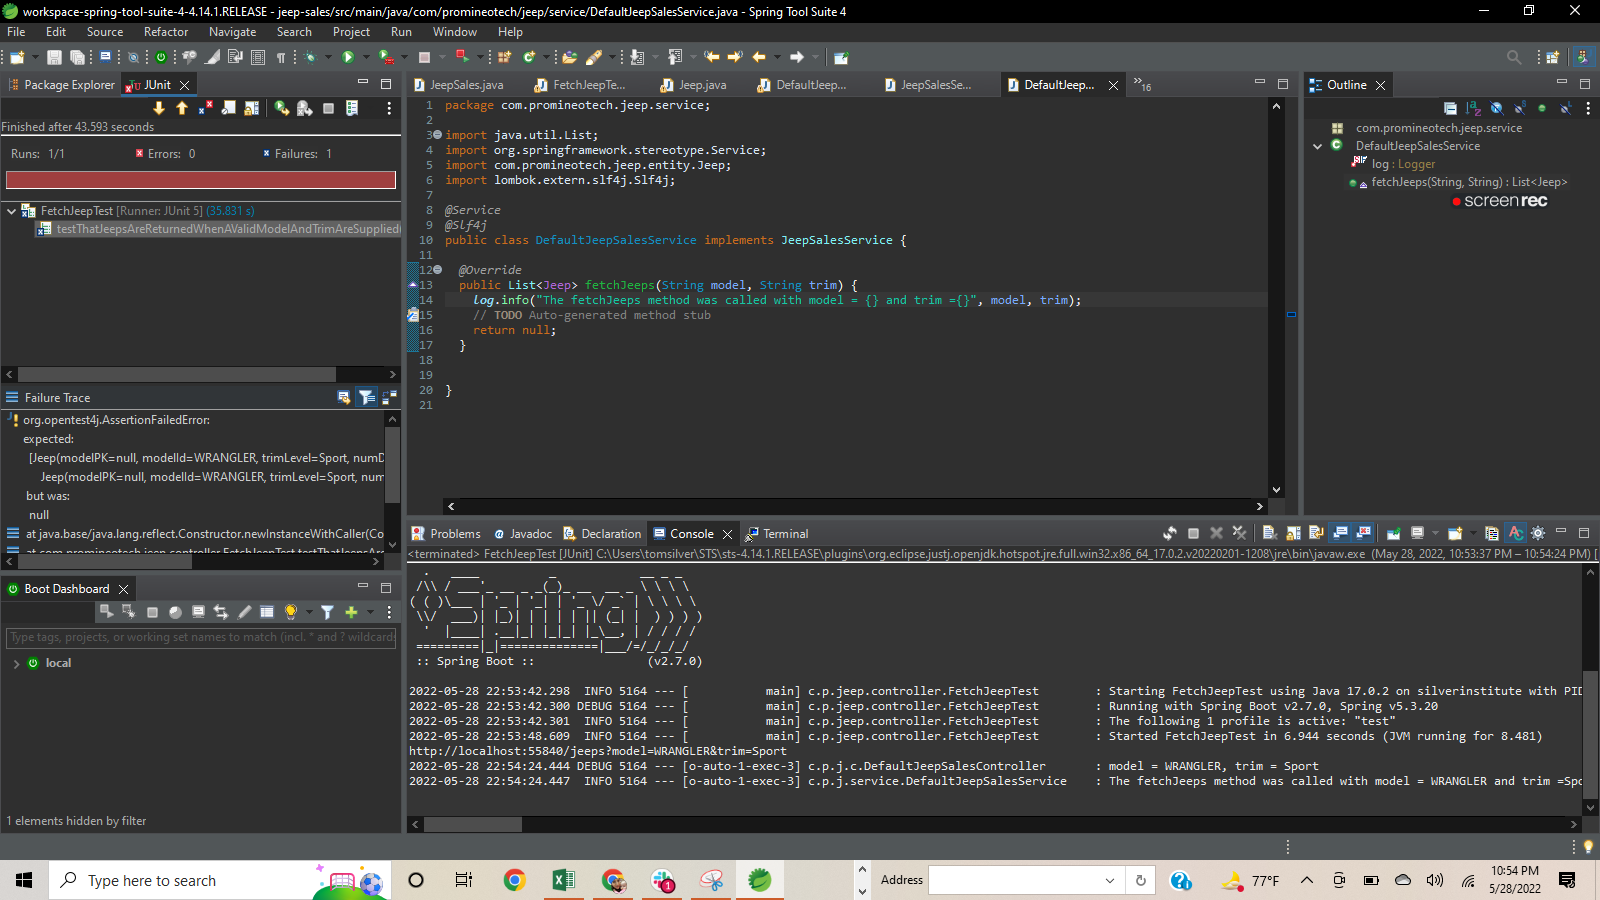 workspace-spring-tool-suite-4-4.14.1.RELEASE - jeep-sales/src/main/java/com/promineotech/jeep/service/DefaultJeepSalesService.java - Spring Tool Suite 4
File Edit Source Refactor Navigate Search Project Run Window Help
Package Explorer
JUnit
Finished after 43.593 seconds
Runs: 1/1
Errors: 0
Failures: 1
FetchJeepTest [Runner: JUnit 5] (35.831 s)
testThatJeepsAreReturnedWhenAValidModelAndTrimAreSupplied(
Failure Trace
org.opentest4j.AssertionFailedError:
expected:
[Jeep(modelPK=null, modelId=WRANGLER, trimLevel=Sport, numD
Jeep(modelPK=null, modelId=WRANGLER, trimLevel=Sport, num
but was:
null
at java.base/java.lang.reflect.Constructor.newInstanceWithCaller(Co
at com.promineotech.jeep.controller.FetchJeepTest.testThatJeepsAre
Boot Dashboard
Type tags, projects, or working set names to match (incl. * and ? wildcards
local
1 elements hidden by filter
JeepSales.java
FetchJeepTe...
Jeep.java
DefaultJeep...
JeepSalesSe...
DefaultJeep...
»16
1 package com.promineotech.jeep.service;
2
3 import java.util.List;
4 import org.springframework.stereotype.Service;
5 import com.promineotech.jeep.entity.Jeep;
6 import lombok.extern.slf4j.Slf4j;
7
8 @Service
9 @Slf4j
10 public class DefaultJeepSalesService implements JeepSalesService {
11
12 @Override
13 public List<Jeep> fetchJeeps(String model, String trim) {
14 log.info("The fetchJeeps method was called with model = {} and trim ={}", model, trim);
15 // TODO Auto-generated method stub
16 return null;
17 }
18
19
20 }
21
Outline
com.promineotech.jeep.service
DefaultJeepSalesService
log : Logger
fetchJeeps(String, String) : List<Jeep>
screenrec
Problems
Javadoc
Declaration
Console
Terminal
<terminated> FetchJeepTest [JUnit] C:\Users\tomsilver\STS\sts-4.14.1.RELEASE\plugins\org.eclipse.justj.openjdk.hotspot.jre.full.win32.x86_64_17.0.2.v20220201-1208\jre\bin\javaw.exe (May 28, 2022, 10:53:37 PM – 10:54:24 PM) [
:: Spring Boot :: (v2.7.0)
2022-05-28 22:53:42.298 INFO 5164 --- [ main] c.p.jeep.controller.FetchJeepTest : Starting FetchJeepTest using Java 17.0.2 on silverinstitute with PID
2022-05-28 22:53:42.300 DEBUG 5164 --- [ main] c.p.jeep.controller.FetchJeepTest : Running with Spring Boot v2.7.0, Spring v5.3.20
2022-05-28 22:53:42.301 INFO 5164 --- [ main] c.p.jeep.controller.FetchJeepTest : The following 1 profile is active: "test"
2022-05-28 22:53:48.609 INFO 5164 --- [ main] c.p.jeep.controller.FetchJeepTest : Started FetchJeepTest in 6.944 seconds (JVM running for 8.481)
http://localhost:55840/jeeps?model=WRANGLER&trim=Sport
2022-05-28 22:54:24.444 DEBUG 5164 --- [o-auto-1-exec-3] c.p.j.c.DefaultJeepSalesController : model = WRANGLER, trim = Sport
2022-05-28 22:54:24.447 INFO 5164 --- [o-auto-1-exec-3] c.p.j.service.DefaultJeepSalesService : The fetchJeeps method was called with model = WRANGLER and trim =Spo
Type here to search
1
Address
77°F
10:54 PM
5/28/2022